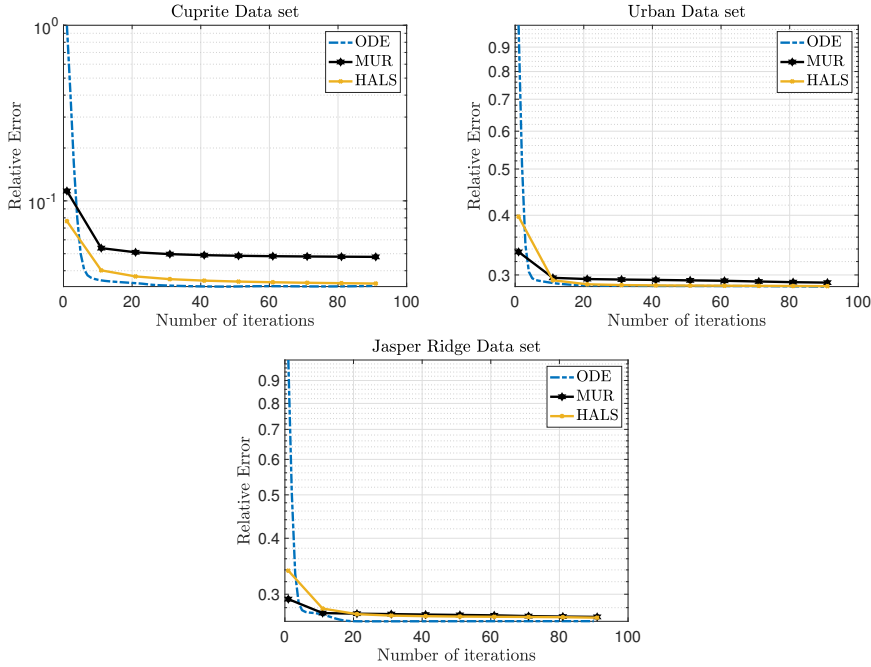 Cuprite Data set
10^0
10^-1
Relative Error
ODE
MUR
HALS
0 20 40 60 80 100
Number of iterations
Urban Data set
0.9
0.8
0.7
0.6
0.5
0.4
0.3
Relative Error
ODE
MUR
HALS
0 20 40 60 80 100
Number of iterations
Jasper Ridge Data set
0.9
0.8
0.7
0.6
0.5
0.4
0.3
Relative Error
ODE
MUR
HALS
0 20 40 60 80 100
Number of iterations